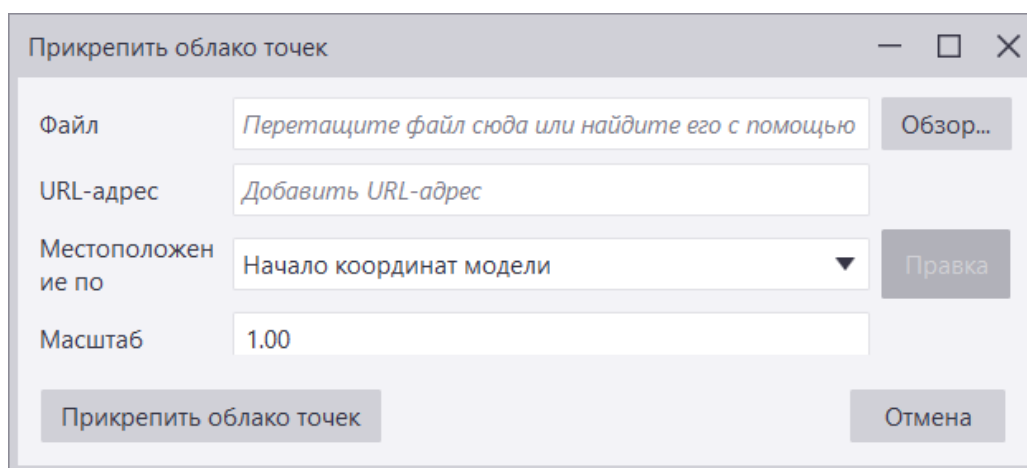 Прикрепить облако точек
Файл
Перетащите файл сюда или найдите его с помощью
Обзор...
URL-адрес
Добавить URL-адрес
Местоположен
ие по
Начало координат модели
Правка
Масштаб
1.00
Прикрепить облако точек
Отмена